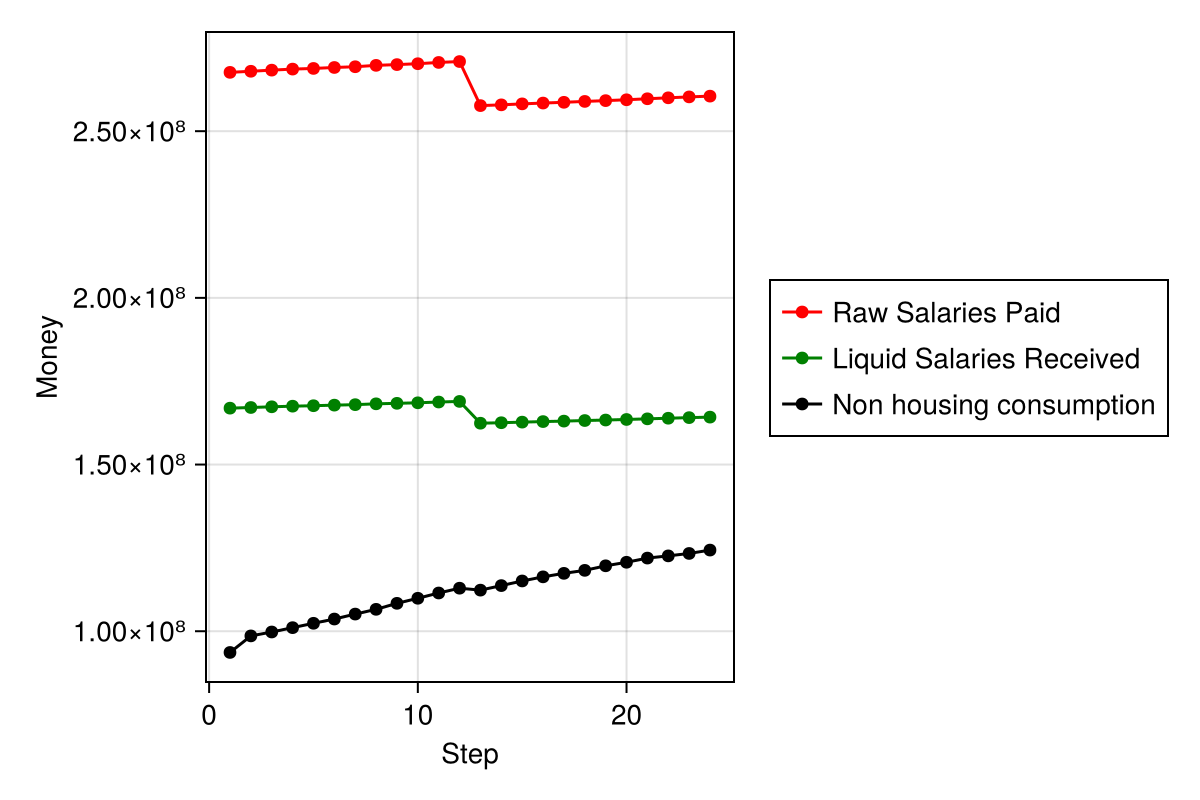 2.50×10⁸
2.00×10⁸
1.50×10⁸
1.00×10⁸
Money
0 10 20
Step
Raw Salaries Paid
Liquid Salaries Received
Non housing consumption